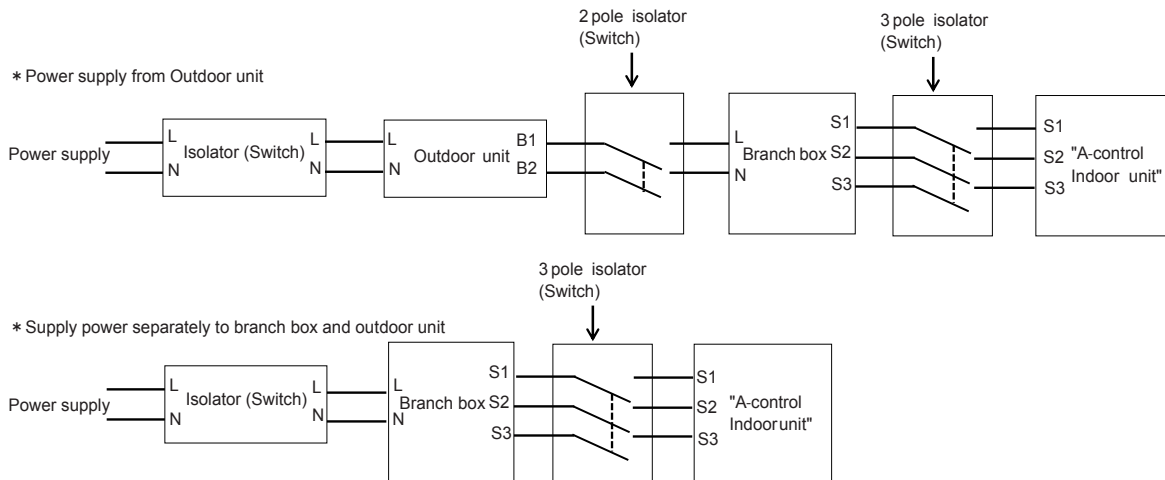 2 pole isolator
(Switch)
3 pole isolator
(Switch)
* Power supply from Outdoor unit
Power supply
L
N
Isolator (Switch)
L
N
L
N
Outdoor unit
B1
B2
L
N
Branch box
S1
S2
S3
S1
S2
S3
"A-control
Indoor unit"
3 pole isolator
(Switch)
* Supply power separately to branch box and outdoor unit
Power supply
L
N
Isolator (Switch)
L
N
L
N
Branch box
S1
S2
S3
S1
S2
S3
"A-control
Indoor unit"